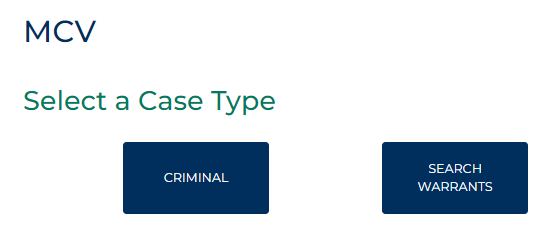 MCV
Select a Case Type
CRIMINAL
SEARCH
WARRANTS